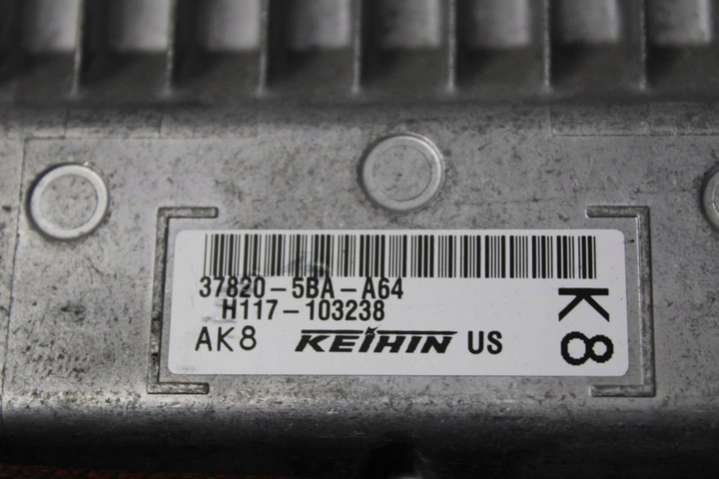 37820-5BA-A64
H117-103238
AK8 KEIHIN US
K8